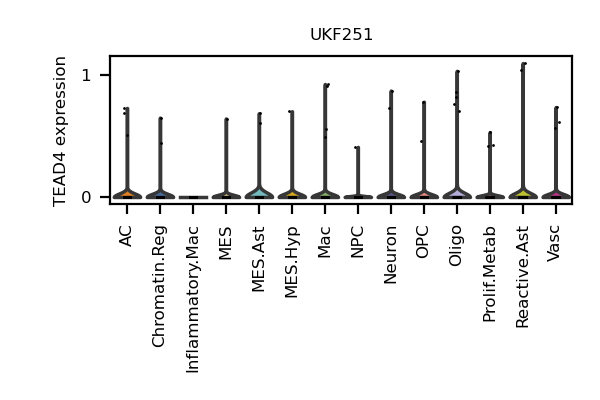 UKF251
TEAD4 expression
1
0
AC
Chromatin.Reg
Inflammatory.Mac
MES
MES.Ast
MES.Hyp
Mac
NPC
Neuron
OPC
Oligo
Prolif.Metab
Reactive.Ast
Vasc